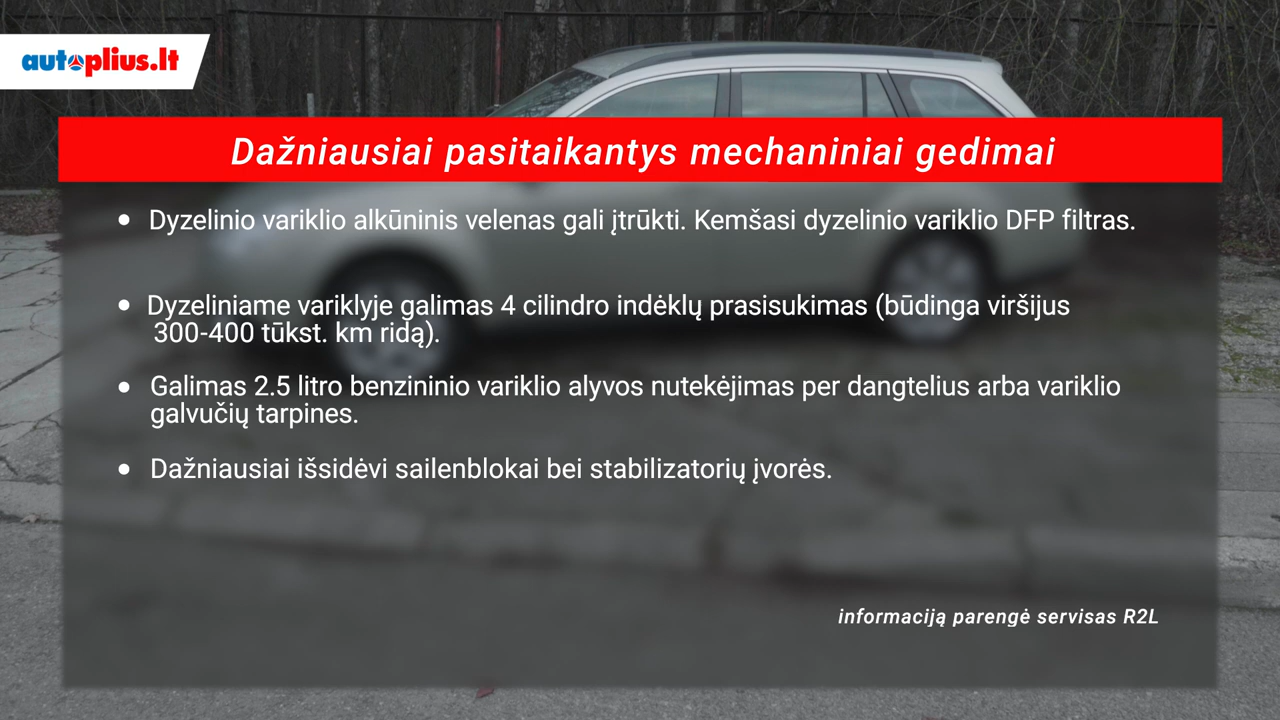 autoplius.lt
Dažniausiai pasitaikantys mechaniniai gedimai
• Dyzelinio variklio alkūninis velenas gali įtrūkti. Kemšasi dyzelinio variklio DFP filtras.
• Dyzeliniame variklyje galimas 4 cilindro indėklų prasisukimas (būdinga viršijus
300-400 tūkst. km ridą).
• Galimas 2.5 litro benzininio variklio alyvos nutekėjimas per dangtelius arba variklio
galvučių tarpines.
• Dažniausiai išsidėvi sailenblokai bei stabilizatorių įvorės.
informaciją parengė servisas R2L